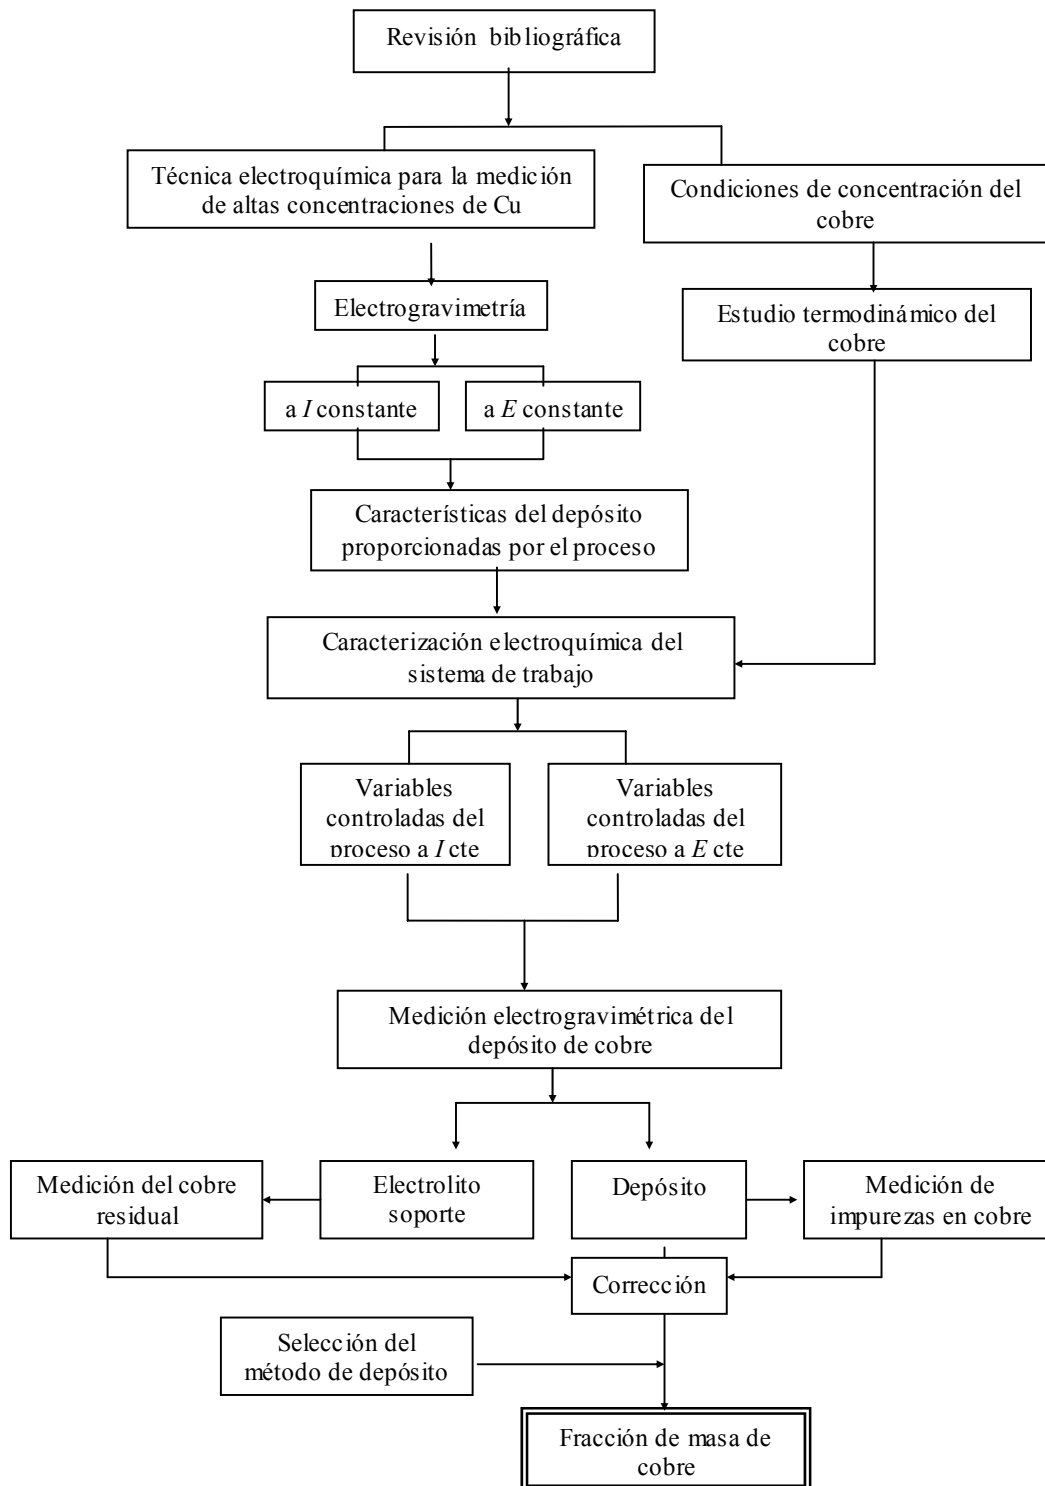 Revisión bibliográfica
Técnica electroquímica para la medición
de altas concentraciones de Cu
Condiciones de concentración del
cobre
Electrogravimetría
Estudio termodinámico del
cobre
a I constante
a E constante
Características del depósito
proporcionadas por el proceso
Caracterización electroquímica del
sistema de trabajo
Variables
controladas del
proceso a I cte
Variables
controladas del
proceso a E cte
Medición electrogravimétrica del
depósito de cobre
Medición del cobre
residual
Electrolito
soporte
Depósito
Medición de
impurezas en cobre
Corrección
Selección del
método de depósito
Fracción de masa de
cobre